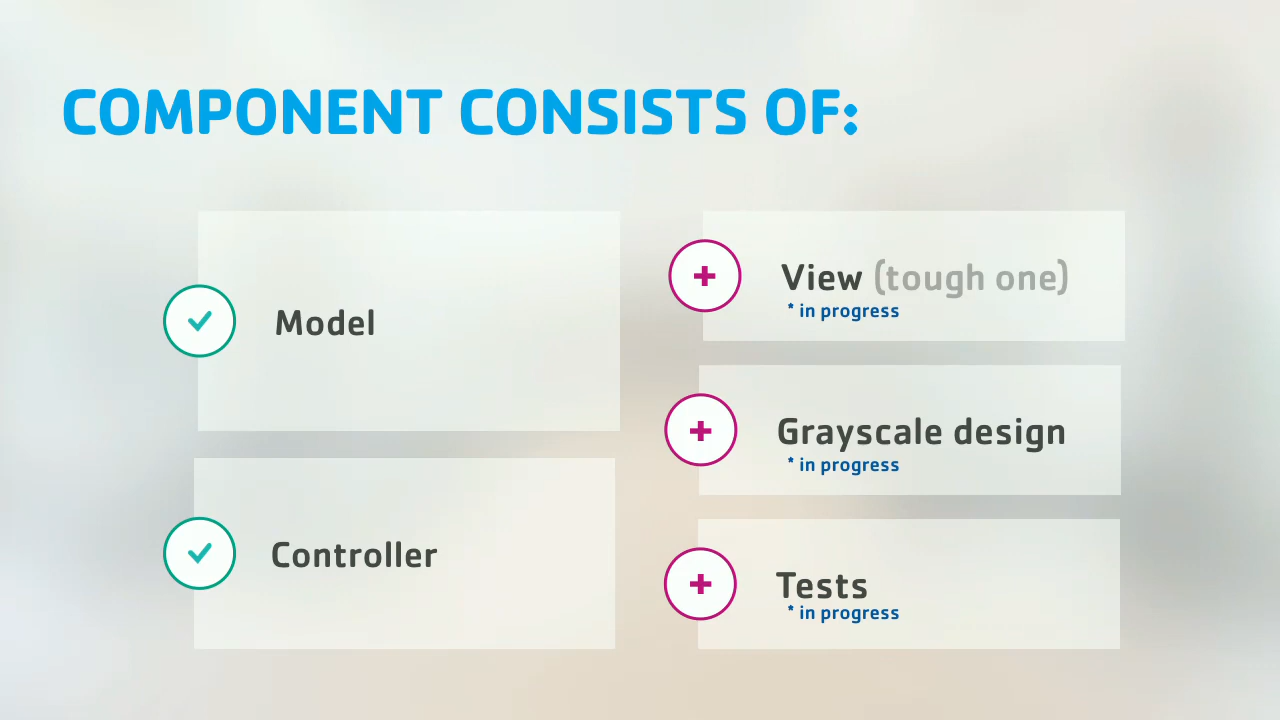 COMPONENT CONSISTS OF:
Model
Controller
View (tough one)
* in progress
Grayscale design
* in progress
Tests
* in progress